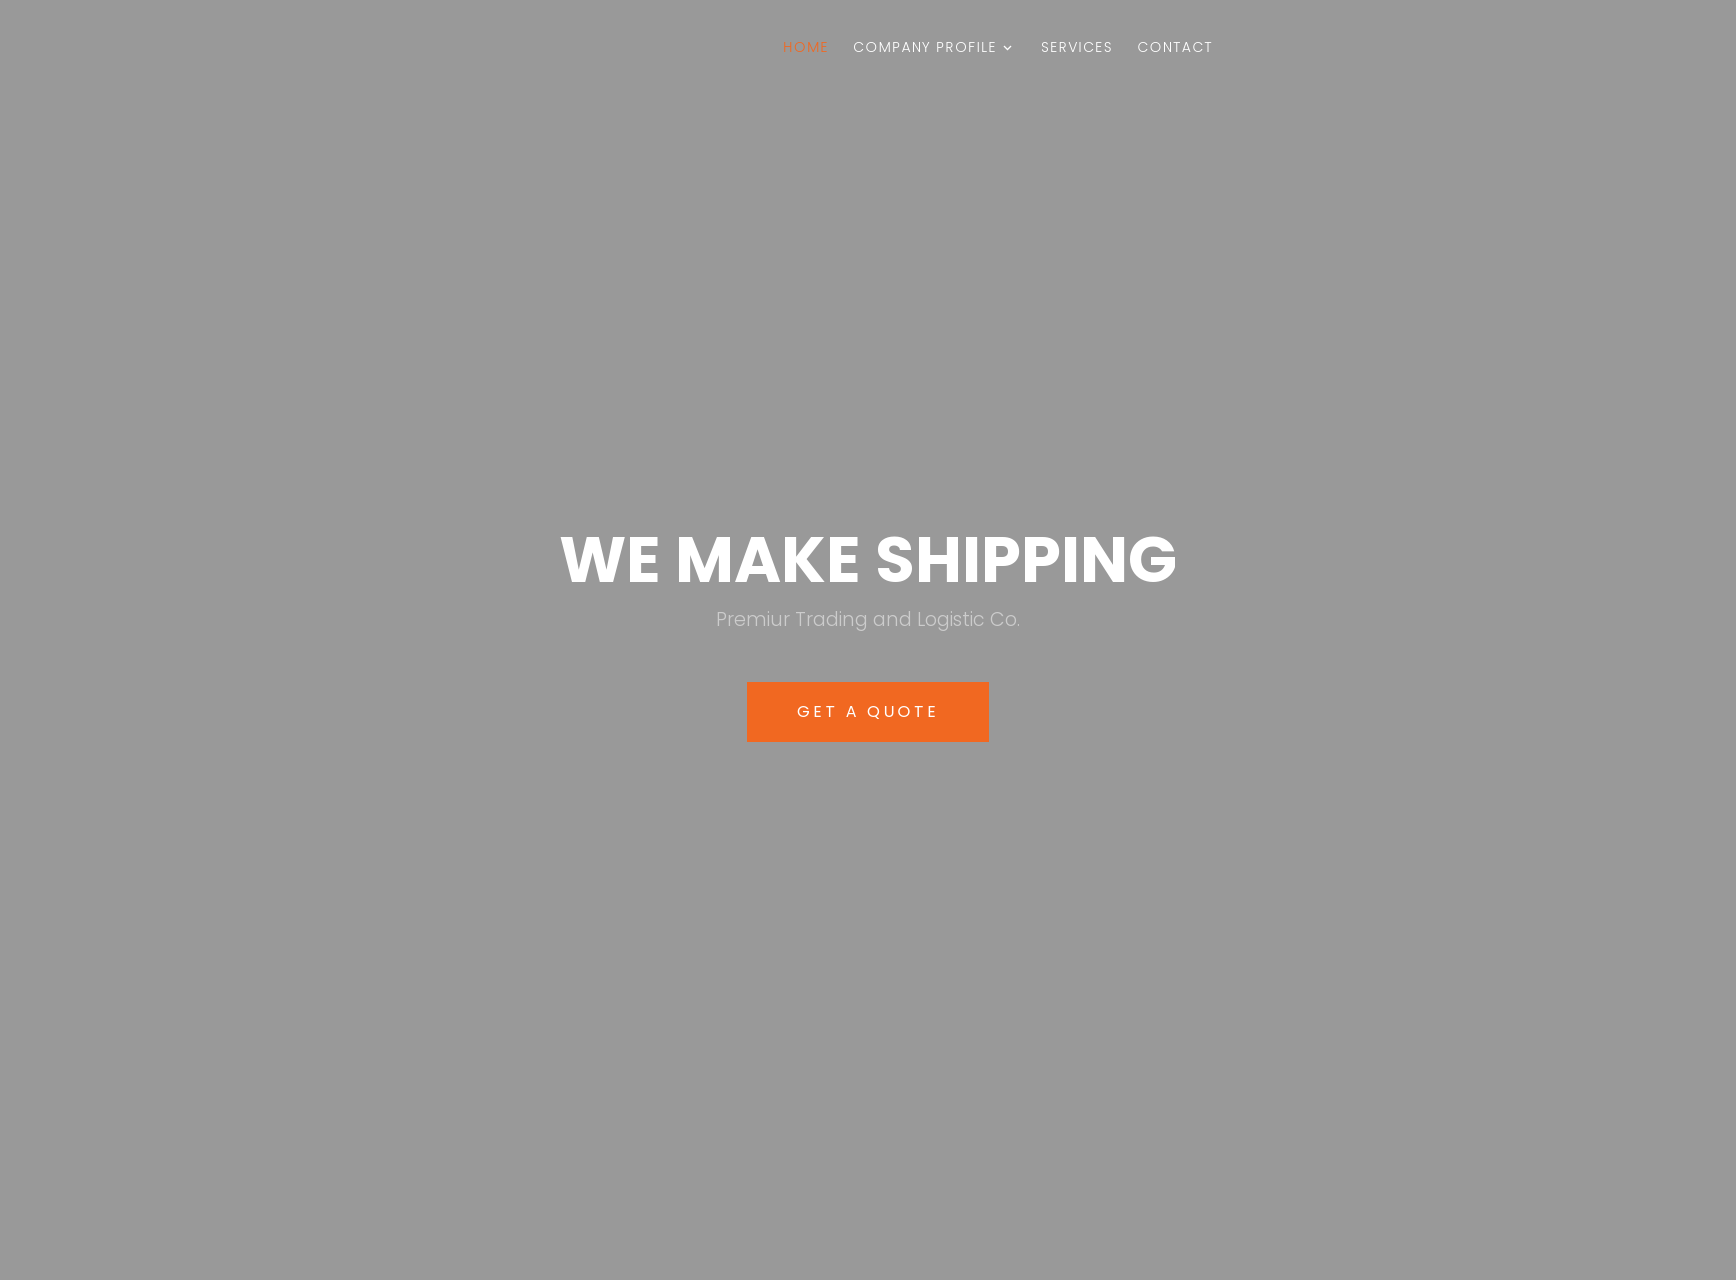 HOME COMPANY PROFILE SERVICES CONTACT
WE MAKE SHIPPING
Premiur Trading and Logistic Co.
GET A QUOTE